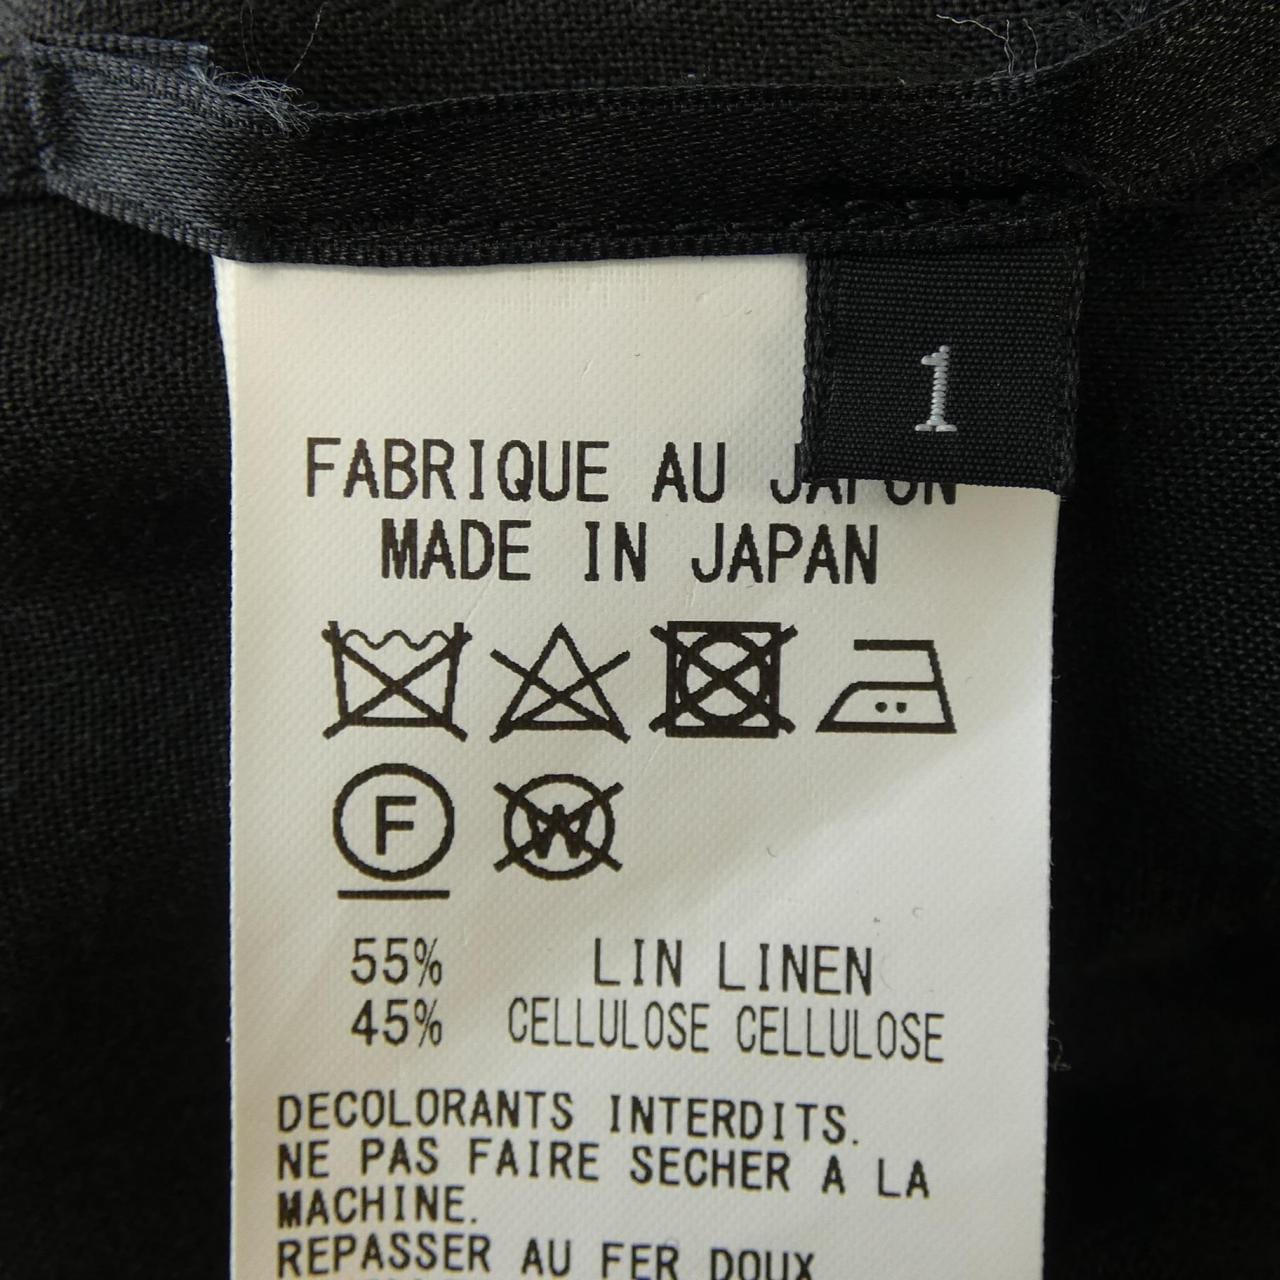 1
FABRIQUE AU JAPON
MADE IN JAPAN
F
W
55% LIN LINEN
45% CELLULOSE CELLULOSE
DECOLORANTS INTERDITS.
NE PAS FAIRE SECHER A LA
MACHINE.
REPASSER AU FER DOUX